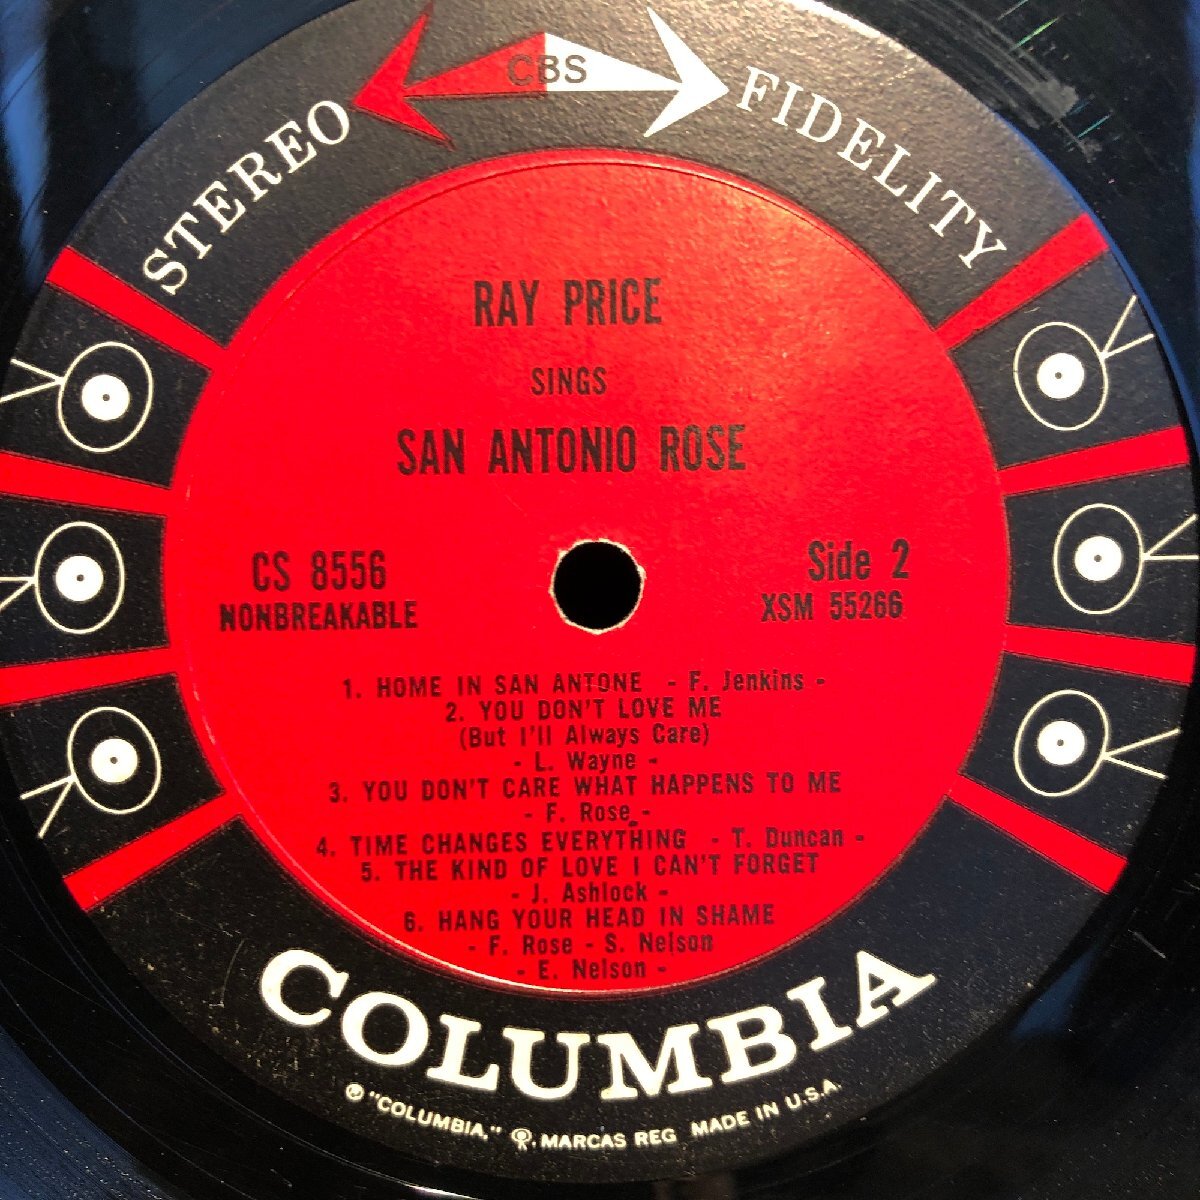 CBS
STEREO FIDELITY
RAY PRICE
SINGS
SAN ANTONIO ROSE
CS 8556
NONBREAKABLE
Side 2
XSM 55266
1. HOME IN SAN ANTONE - F. Jenkins -
2. YOU DON'T LOVE ME
(But I'll Always Care)
- L. Wayne -
3. YOU DON'T CARE WHAT HAPPENS TO ME
- F. Rose -
4. TIME CHANGES EVERYTHING - T. Duncan -
5. THE KIND OF LOVE I CAN'T FORGET
- J. Ashlock -
6. HANG YOUR HEAD IN SHAME
- F. Rose - S. Nelson
- E. Nelson -
COLUMBIA
® "COLUMBIA," . MARCAS REG MADE IN U.S.A.